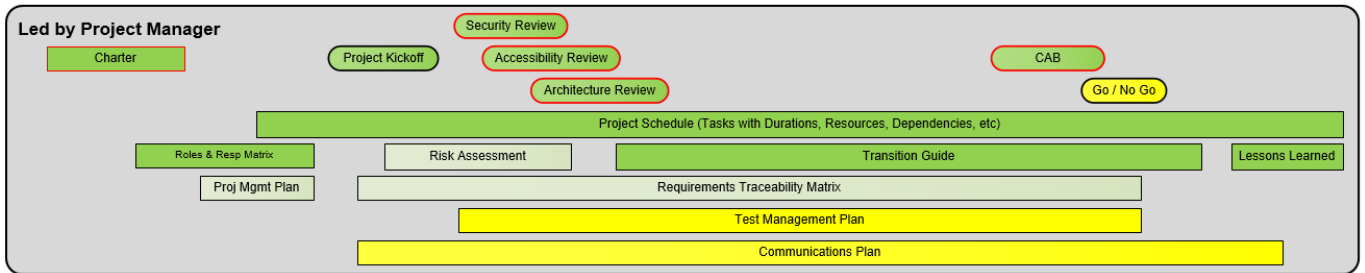 Led by Project Manager
Security Review
Charter
Project Kickoff
Accessibility Review
CAB
Architecture Review
Go / No Go
Project Schedule (Tasks with Durations, Resources, Dependencies, etc)
Roles & Resp Matrix
Risk Assessment
Transition Guide
Lessons Learned
Proj Mgmt Plan
Requirements Traceability Matrix
Test Management Plan
Communications Plan